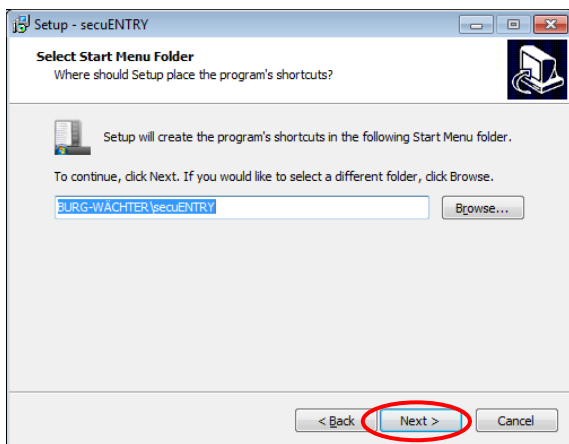 Setup - secuENTRY
Select Start Menu Folder
Where should Setup place the program's shortcuts?
Setup will create the program's shortcuts in the following Start Menu folder.
To continue, click Next. If you would like to select a different folder, click Browse.
BURG-WÄCHTER\secuENTRY
Browse...
< Back
Next >
Cancel